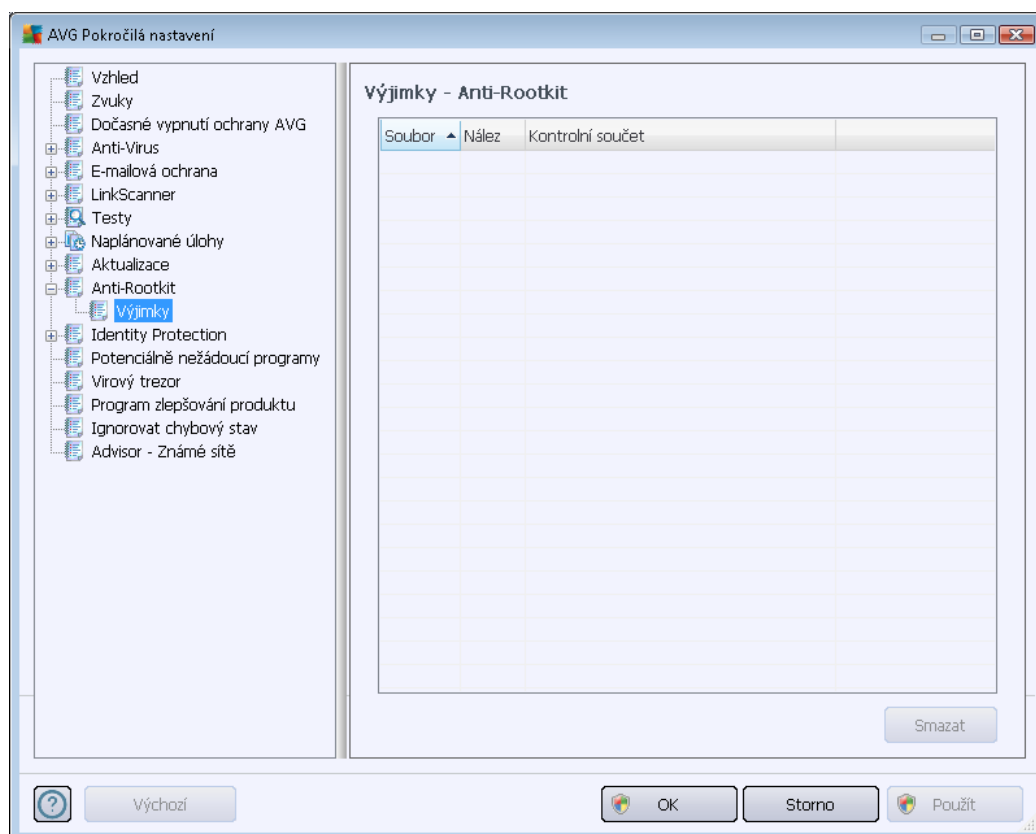 AVG Pokročilá nastavení
Vzhled
Zvuky
Dočasné vypnutí ochrany AVG
Anti-Virus
E-mailová ochrana
LinkScanner
Testy
Naplánované úlohy
Aktualizace
Anti-Rootkit
Výjimky
Identity Protection
Potenciálně nežádoucí programy
Virový trezor
Program zlepšování produktu
Ignorovat chybový stav
Advisor - Známé sítě
Výjimky - Anti-Rootkit
Soubor Nález Kontrolní součet
Smazat
Výchozí OK Storno Použít